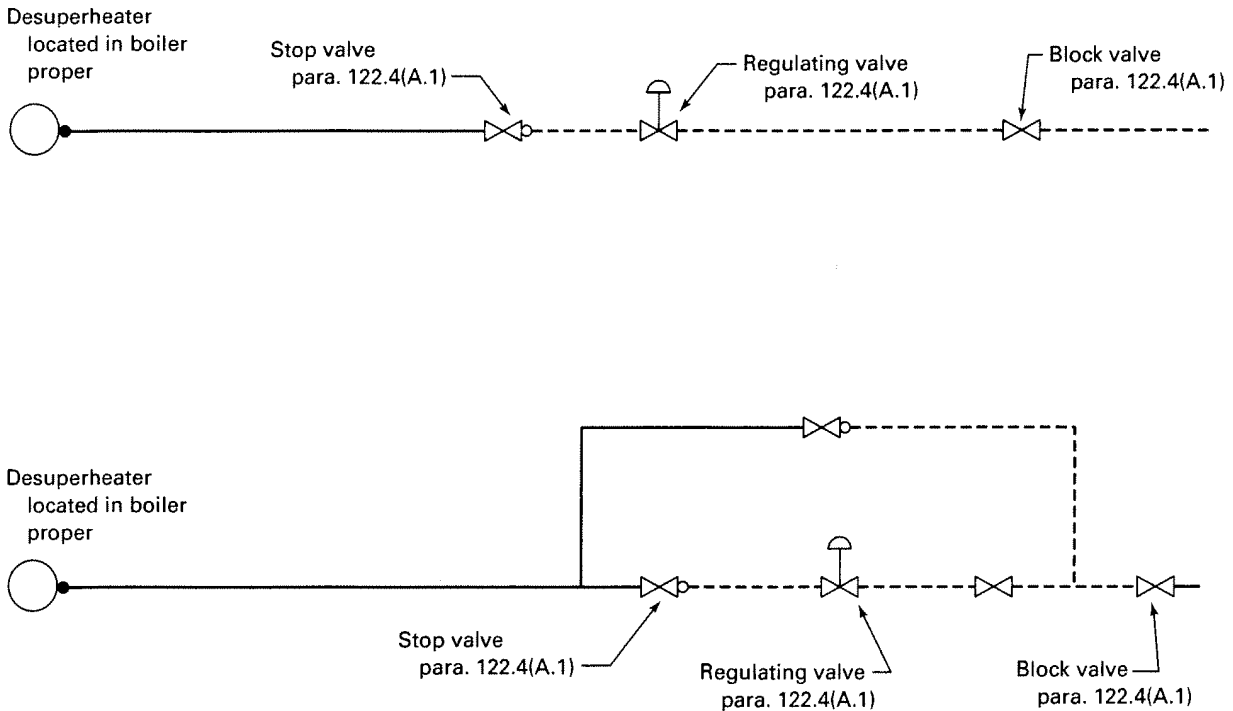 Desuperheater
located in boiler
proper
Stop valve
para. 122.4(A.1)
Regulating valve
para. 122.4(A.1)
Block valve
para. 122.4(A.1)
Desuperheater
located in boiler
proper
Stop valve
para. 122.4(A.1)
Regulating valve
para. 122.4(A.1)
Block valve
para. 122.4(A.1)